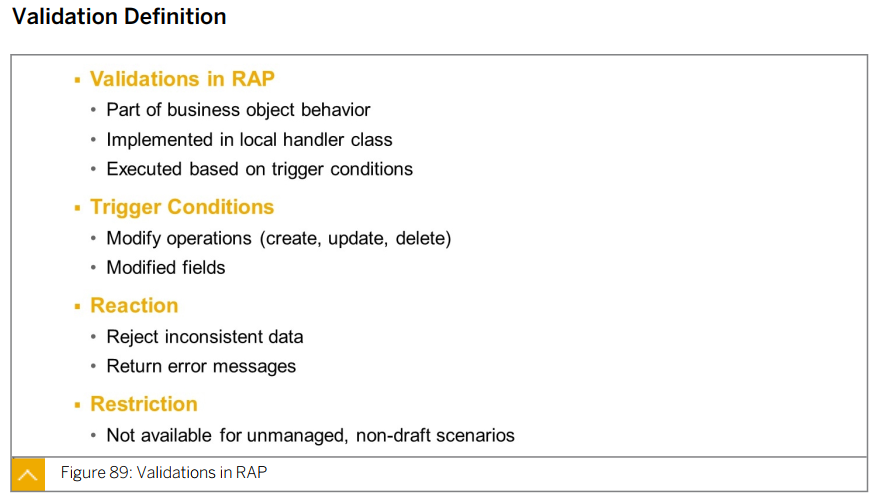 Validation Definition
▪ Validations in RAP
• Part of business object behavior
• Implemented in local handler class
• Executed based on trigger conditions
▪ Trigger Conditions
• Modify operations (create, update, delete)
• Modified fields
▪ Reaction
• Reject inconsistent data
• Return error messages
▪ Restriction
• Not available for unmanaged, non-draft scenarios
Figure 89: Validations in RAP